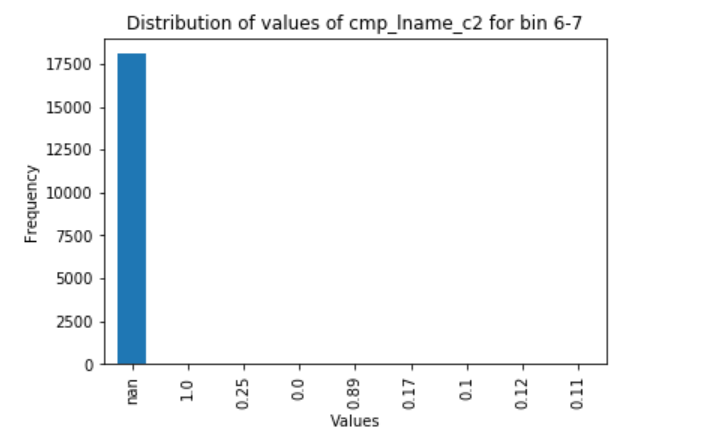 Distribution of values of cmp_lname_c2 for bin 6-7
17500
15000
12500
10000
7500
5000
2500
0
Frequency
nan 1.0 0.25 0.0 0.89 0.17 0.1 0.12 0.11
Values